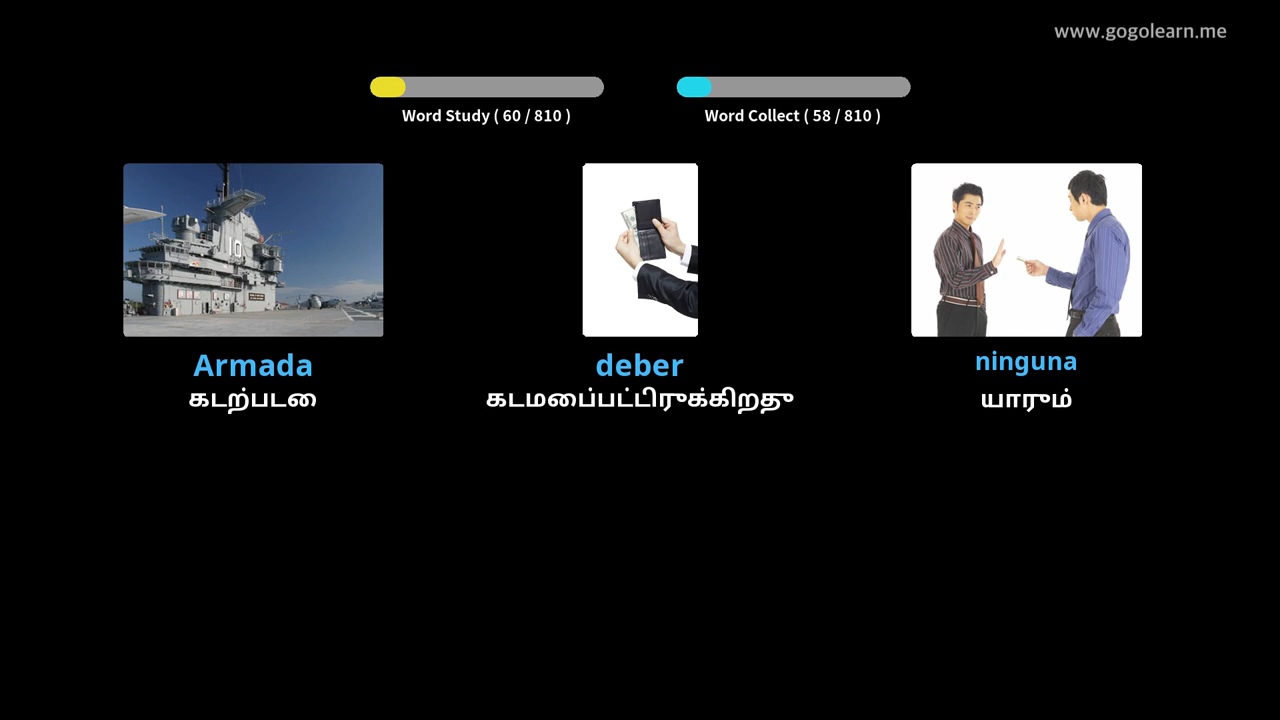 www.gogolearn.me
Word Study ( 60 / 810 )
Word Collect ( 58 / 810 )
Armada
deber
ninguna
கடற்படை
கடமைப்பட்டிருக்கிறது
யாரும்